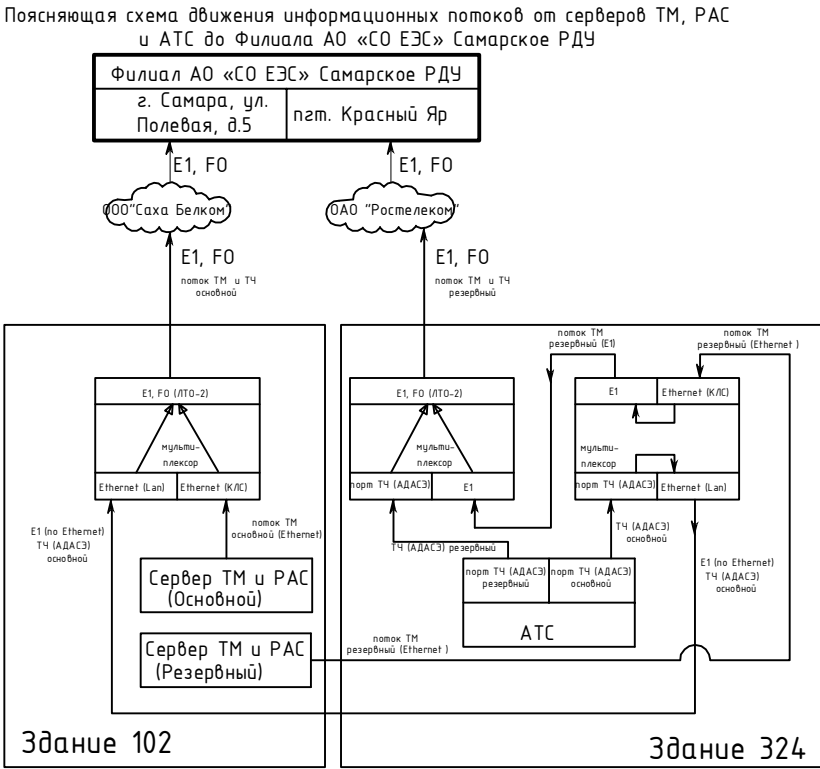 Поясняющая схема движения информационных потоков от серверов ТМ, РАС
и АТС до Филиала АО «СО ЕЭС» Самарское РДУ
Филиал АО «СО ЕЭС» Самарское РДУ
г. Самара, ул.
Полевая, д.5
пгт. Красный Яр
E1, FO
E1, FO
ООО"Саха Белком"
ОАО "Ростелеком"
E1, FO
поток ТМ и ТЧ
основной
E1, FO
поток ТМ и ТЧ
резервный
E1, FO (ЛТО-2)
мульти-
плексор
Ethernet (Lan)
Ethernet (КЛС)
E1 (по Ethernet)
ТЧ (АДАСЭ)
основной
поток ТМ
основной (Ethernet)
Сервер ТМ и РАС
(Основной)
Сервер ТМ и РАС
(Резервный)
Здание 102
поток ТМ
резервный (E1)
поток ТМ
резервный (Ethernet )
E1, FO (ЛТО-2)
мульти-
плексор
порт ТЧ (АДАСЭ)
E1
E1
Ethernet (КЛС)
мульти-
плексор
порт ТЧ (АДАСЭ)
Ethernet (Lan)
ТЧ (АДАСЭ) резервный
ТЧ (АДАСЭ)
основной
порт ТЧ (АДАСЭ)
резервный
порт ТЧ (АДАСЭ)
основной
АТС
E1 (по Ethernet)
ТЧ (АДАСЭ)
основной
поток ТМ
резервный (Ethernet )
Здание 324